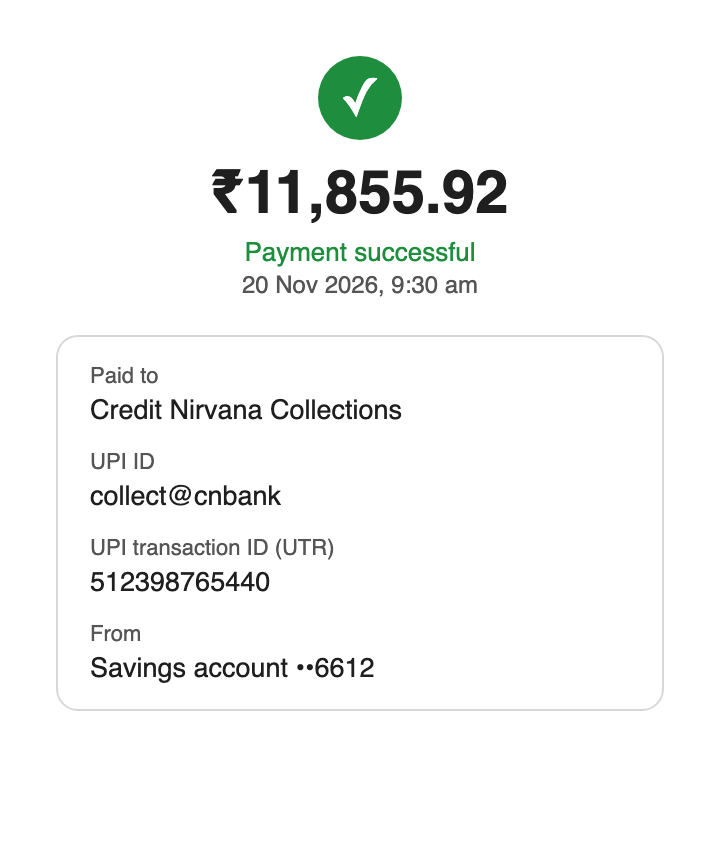 ₹11,855.92
Payment successful
20 Nov 2026, 9:30 am
Paid to
Credit Nirvana Collections
UPI ID
collect@cnbank
UPI transaction ID (UTR)
512398765440
From
Savings account ••6612